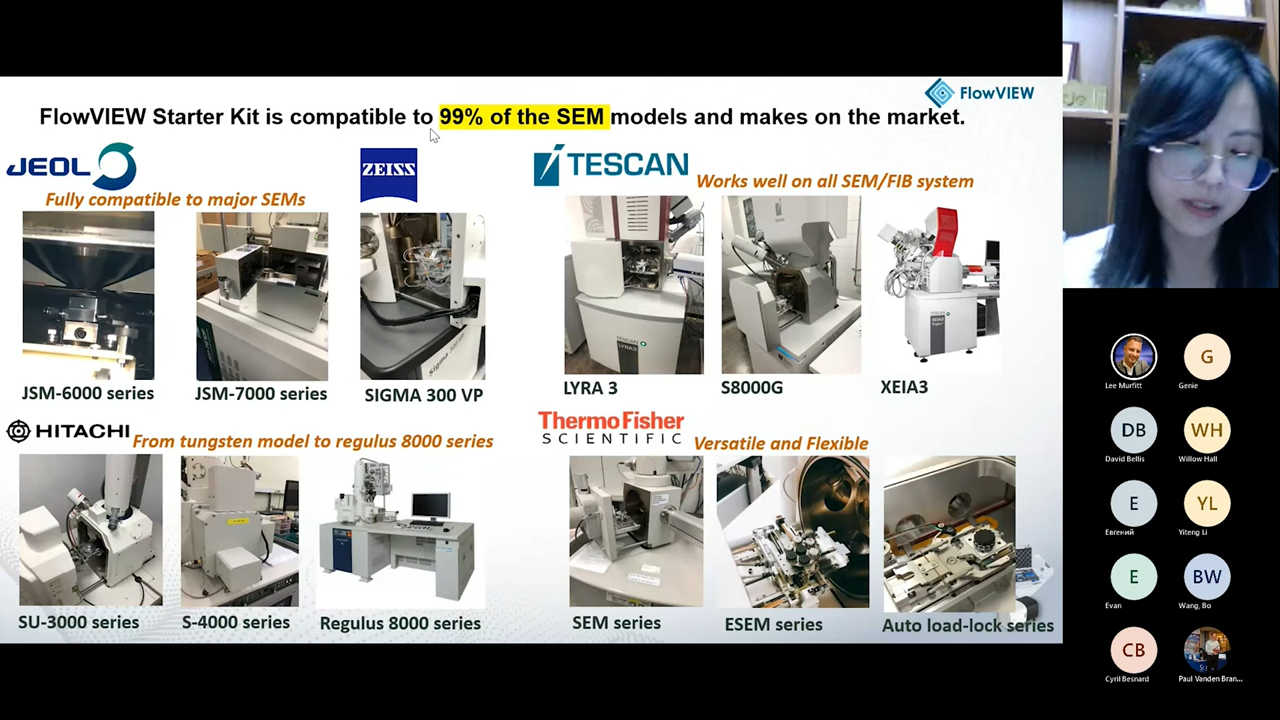 FlowVIEW
FlowVIEW Starter Kit is compatible to 99% of the SEM models and makes on the market.
JEOL
Fully compatible to major SEMs
ZEISS
TESCAN
Works well on all SEM/FIB system
TESCAN
LYRA3
JSM-6000 series
JSM-7000 series
SIGMA 300 VP
LYRA 3
S8000G
XEIA3
HITACHI
From tungsten model to regulus 8000 series
ThermoFisher
SCIENTIFIC
Versatile and Flexible
SU-3000 series
S-4000 series
Regulus 8000 series
SEM series
ESEM series
Auto load-lock series
Lee Murfitt
G
Genie
DB
David Bellis
WH
Willow Hall
E
Евгений
YL
Yiteng Li
E
Evan
BW
Wang, Bo
CB
Cyril Besnard
Paul Vanden Bran...